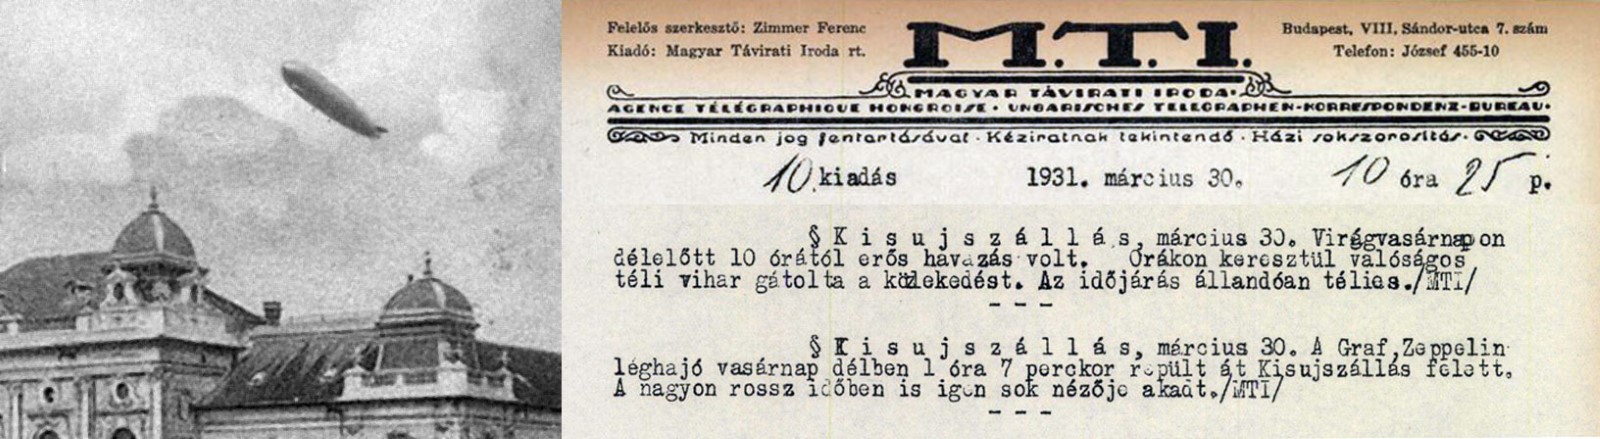 Felelős szerkesztő: Zimmer Ferenc
Kiadó: Magyar Távirati Iroda rt.
M.T.I.
Budapest, VIII, Sándor-utca 7. szám
Telefon: József 455-10
MAGYAR TÁVIRATI IRODA·
AGENCE TÉLÉGRAPHIQUE HONGROISE · UNGARISCHES TELEGRAPHEN-KORRESPONDENZ-BUREAU·
Minden jog fentartásával · Kéziratnak tekintendő · Házi sokszorosítás·
10. kiadás 1931. március 30. 10 óra 25 p.
§ K i s u j s z á l l á s, március 30. Virágvasárnapon
délelőtt 10 órától erős havazás volt. Órákon keresztül valóságos
téli vihar gátolta a közlekedést. Az időjárás állandóan télies./MTI/
- - -
§ K i s u j s z á l l á s, március 30. A Graf Zeppelin
léghajó vasárnap délben 1 óra 7 perckor repült át Kisujszállás felett.
A nagyon rossz időben is igen sok nézője akadt./MTI/
- - -